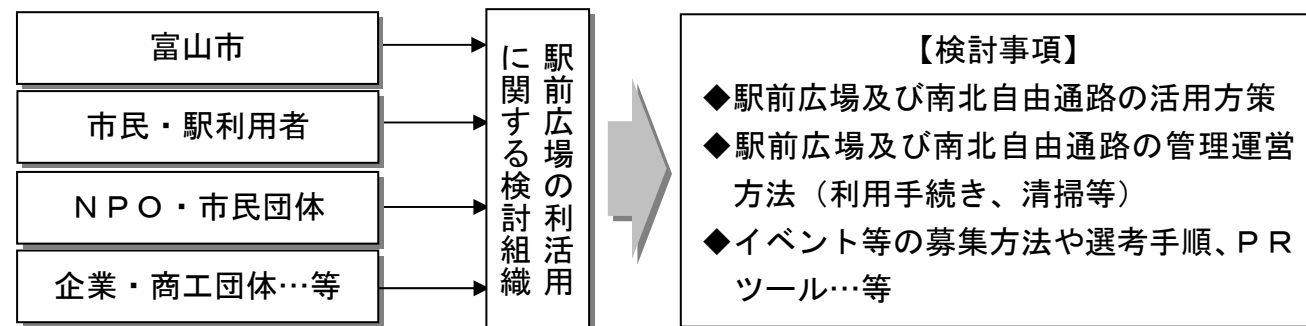 富山市
市民・駅利用者
ＮＰＯ・市民団体
企業・商工団体…等
駅前広場の利活用
に関する検討組織
【検討事項】
◆駅前広場及び南北自由通路の活用方策
◆駅前広場及び南北自由通路の管理運営
方法（利用手続き、清掃等）
◆イベント等の募集方法や選考手順、ＰＲ
ツール…等